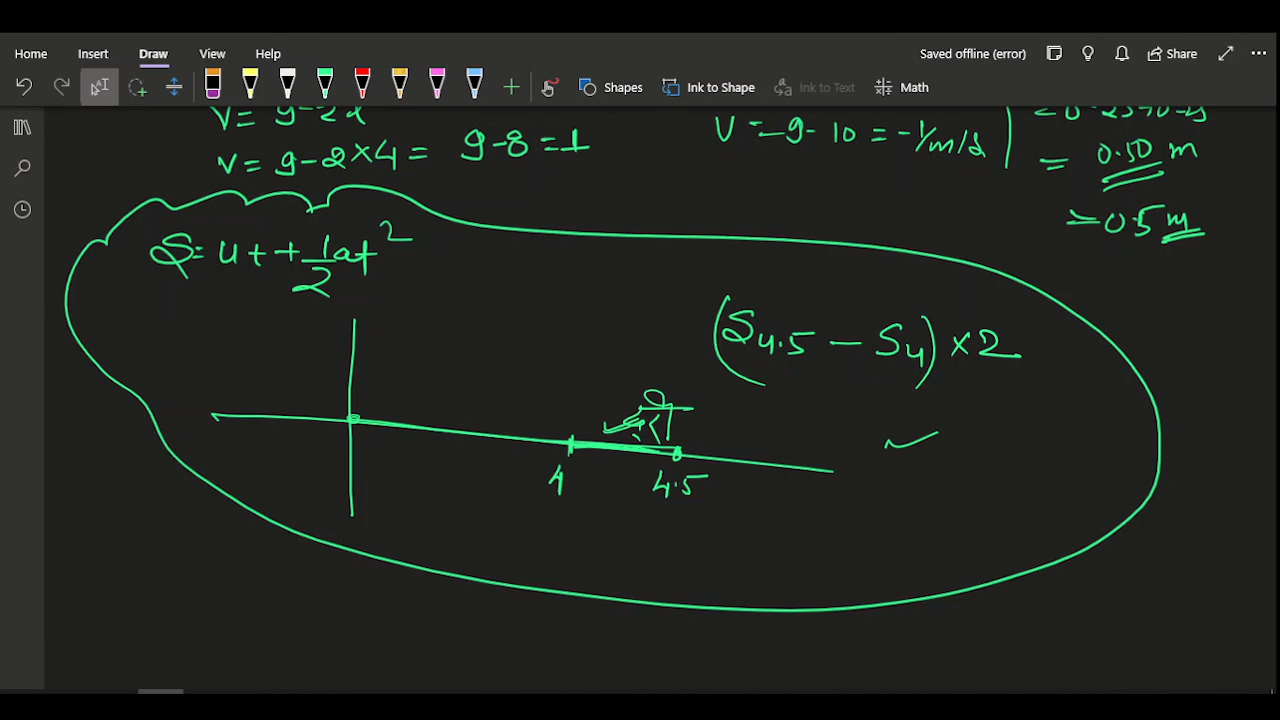 Home Insert Draw View Help Saved offline (error) Share
Shapes Ink to Shape Ink to Text Math
V = 9-2×4 = 9-8=1
V = -9-10 = -1m/s
= 0.50 m
= 0.5 m
S = ut + 1/2 at²
(S4.5 - S4) × 2
4 4.5